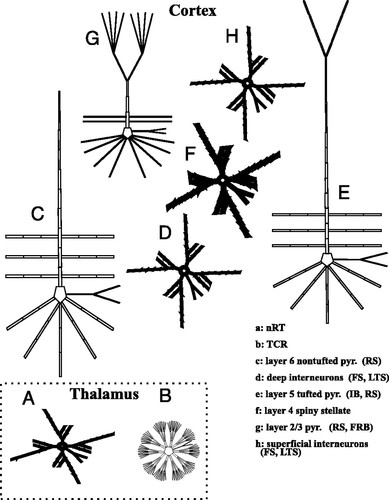 Cortex
G
H
F
C
E
D
a: nRT
b: TCR
c: layer 6 nontufted pyr. (RS)
d: deep interneurons (FS, LTS)
e: layer 5 tufted pyr. (IB, RS)
f: layer 4 spiny stellate
g: layer 2/3 pyr. (RS, FRB)
h: superficial interneurons
(FS, LTS)
Thalamus
A
B